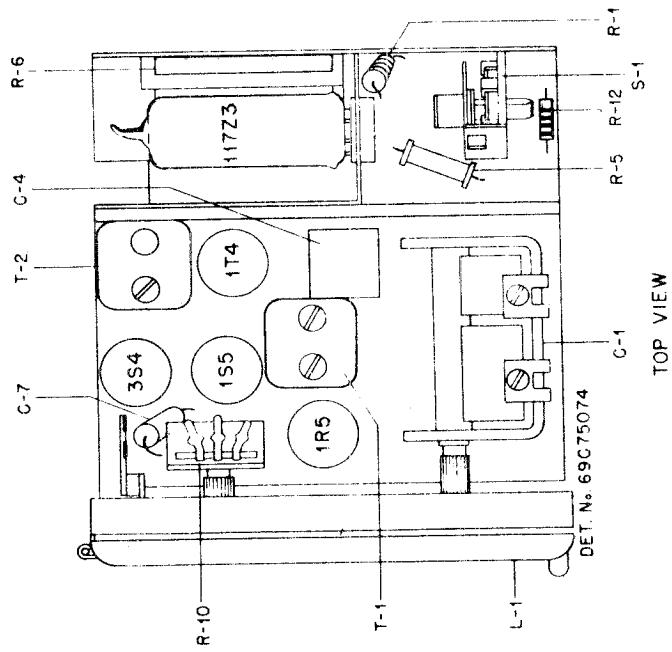 R-6
R-1
S-1
R-12
R-5
117Z3
C-4
T-2
1T4
3S4
1S5
C-7
1R5
C-1
R-10
T-1
L-1
DET. No. 69C75074
TOP VIEW